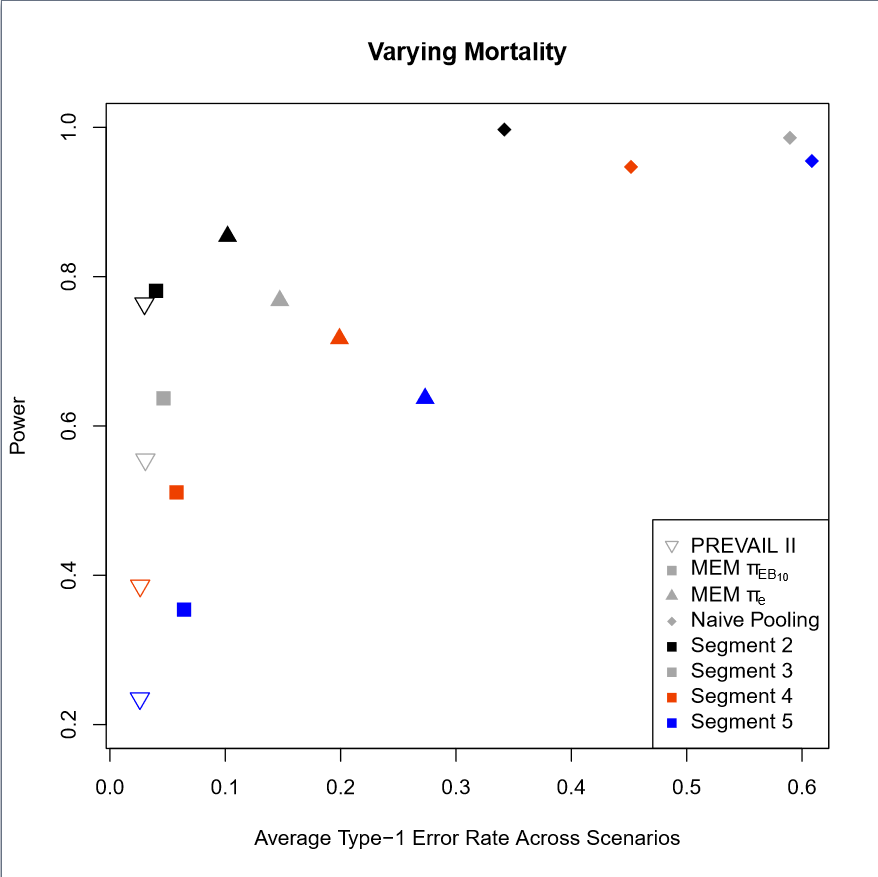 Varying Mortality
1.0
0.8
0.6
0.4
0.2
Power
0.0 0.1 0.2 0.3 0.4 0.5 0.6
Average Type−1 Error Rate Across Scenarios
PREVAIL II
MEM πEB10
MEM πe
Naive Pooling
Segment 2
Segment 3
Segment 4
Segment 5